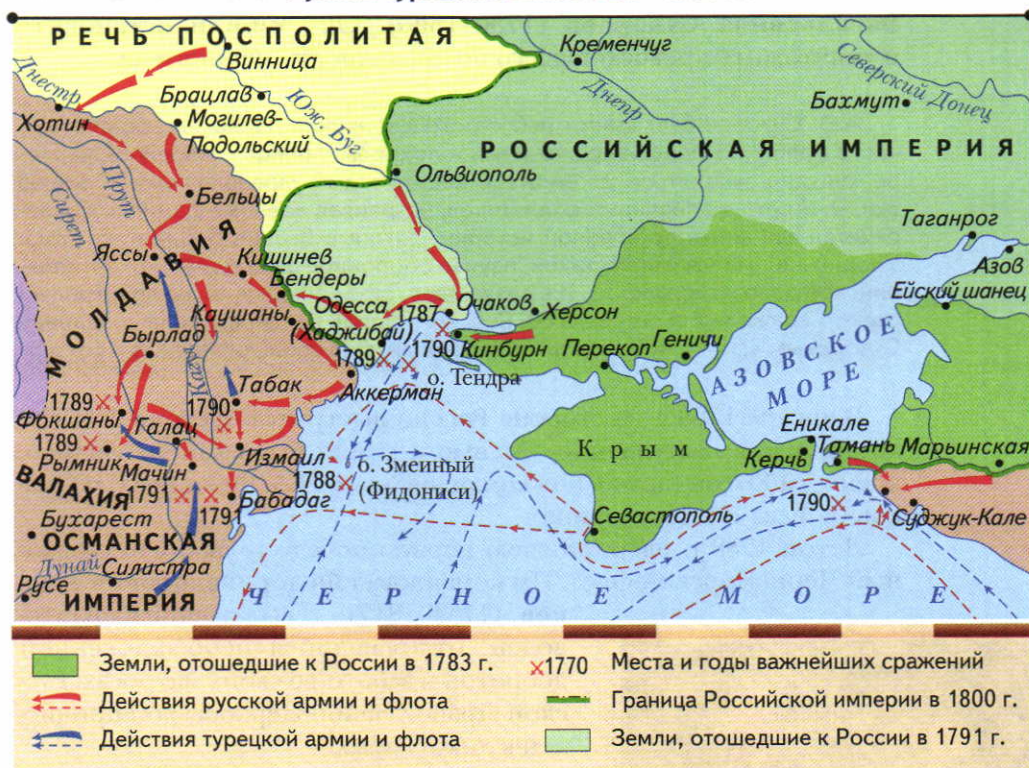 РЕЧЬ ПОСПОЛИТАЯ
Винница
Кременчуг
Северский Донец
Днестр
Брацлав
Юж. Буг
Днепр
Бахмут
Хотин
Могилев-
Подольский
РОССИЙСКАЯ ИМПЕРИЯ
Ольвиополь
Прут
Сирет
Бельцы
Таганрог
Яссы
Кишинев
Азов
МОЛДАВИЯ
Бендеры
Ейский шанец
Каушаны
Одесса
(Хаджибай)
1787
Очаков
Херсон
Бырлад
1790
Кинбурн
Перекоп
Геничи
АЗОВСКОЕ
МОРЕ
1789
о. Тендра
Табак
Аккерман
1789
1790
Фокшаны
Галац
Еникале
1789
Крым
Тамань
Марьинская
Рымник
Измаил
о. Змеиный
Керчь
Мачин
1788
(Фидониси)
ВАЛАХИЯ
1791
Бабадаг
1790
1791
Севастополь
Суджук-Кале
Бухарест
ОСМАНСКАЯ
Дунай
Силистра
Русе
ИМПЕРИЯ
ЧЕРНОЕ МОРЕ
Земли, отошедшие к России в 1783 г.
1770
Места и годы важнейших сражений
Действия русской армии и флота
Граница Российской империи в 1800 г.
Действия турецкой армии и флота
Земли, отошедшие к России в 1791 г.